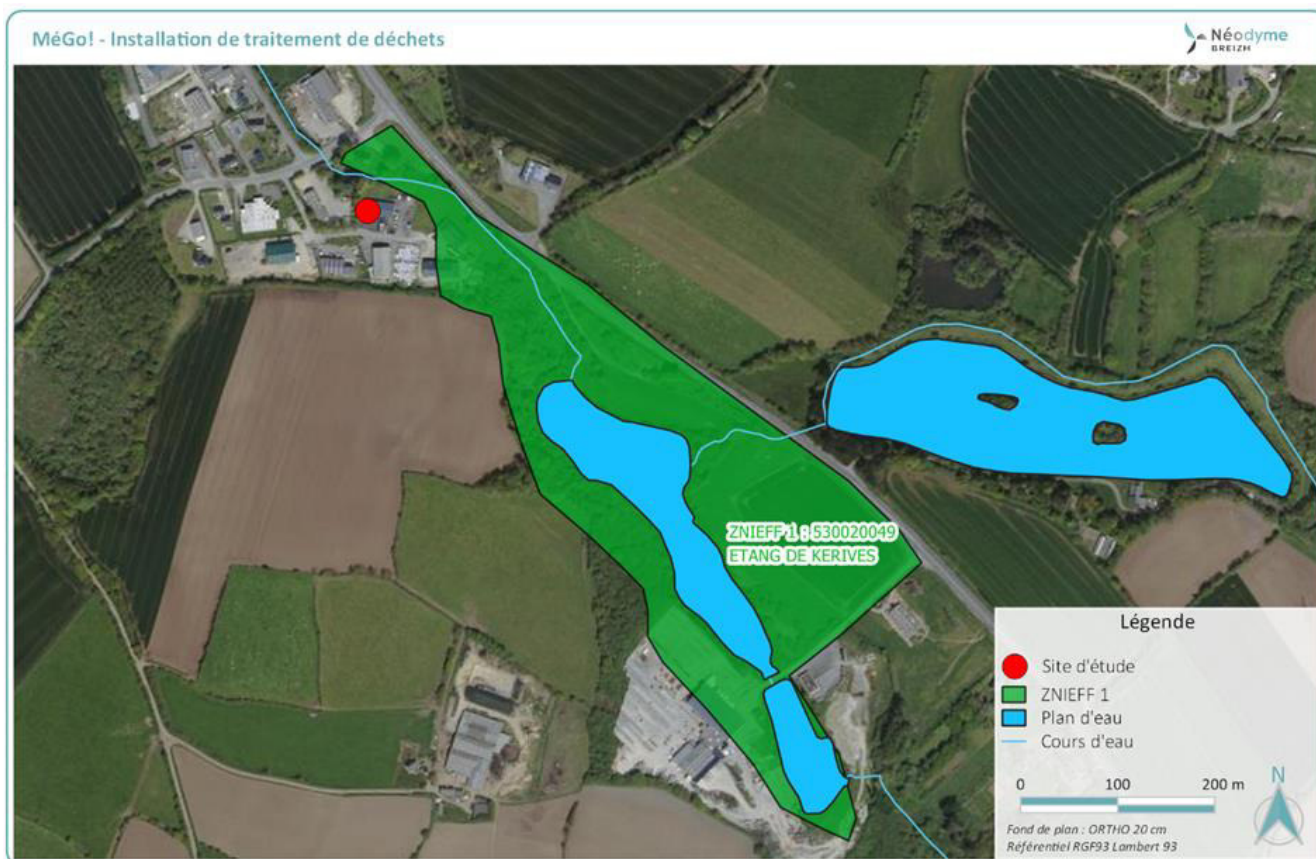 MéGo! - Installation de traitement de déchets
Néodyme
BREIZH
ZNIEFF 1 : 530020049
ETANG DE KERIVES
Légende
Site d'étude
ZNIEFF 1
Plan d'eau
Cours d'eau
0 100 200 m
N
Fond de plan : ORTHO 20 cm
Référentiel RGF93 Lambert 93